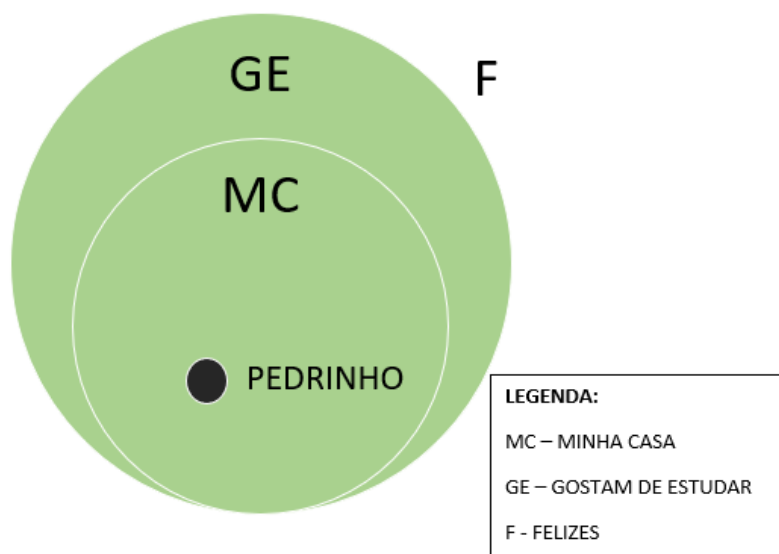 GE
F
MC
PEDRINHO
LEGENDA:
MC – MINHA CASA
GE – GOSTAM DE ESTUDAR
F - FELIZES